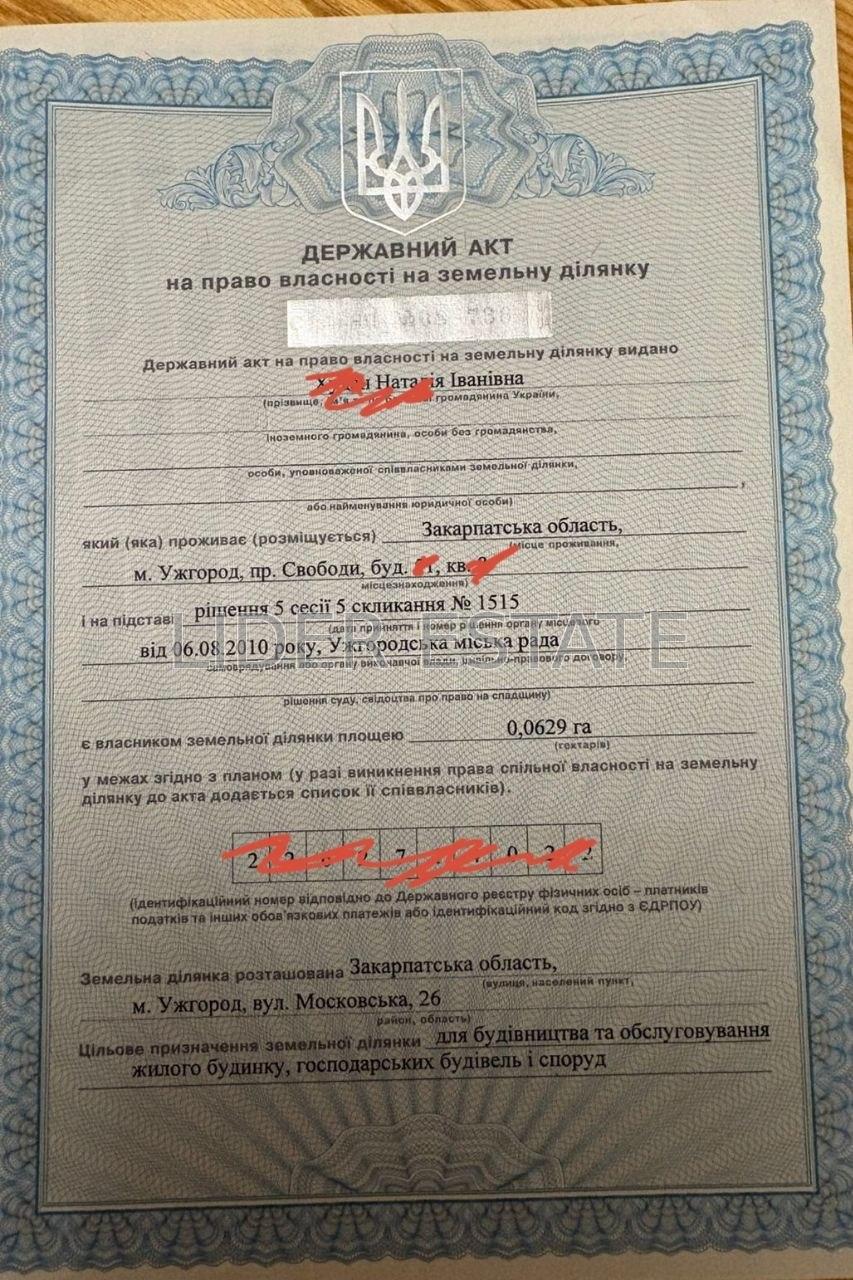 ДЕРЖАВНИЙ АКТ
на право власності на земельну ділянку
Державний акт на право власності на земельну ділянку видано
Наталія Іванівна
(прізвище, громадянина України,
іноземного громадянина, особи без громадянства,
особи, уповноваженої співвласниками земельної ділянки,
або найменування юридичної особи)
який (яка) проживає (розміщується) Закарпатська область,
(місце проживання,
м. Ужгород, пр. Свободи, буд. , кв.
місцезнаходження)
і на підставі рішення 5 сесії 5 скликання № 1515
(дата прийняття і номер рішення органу місцевого
від 06.08.2010 року, Ужгородська міська рада
самоврядування або органу виконавчої влади, цивільно-правового договору,
LIDER ESTATE
рішення суду, свідоцтва про право на спадщину)
є власником земельної ділянки площею 0,0629 га
(гектарів)
у межах згідно з планом (у разі виникнення права спільної власності на земельну
ділянку до акта додається список її співвласників).
(ідентифікаційний номер відповідно до Державного реєстру фізичних осіб – платників
податків та інших обов'язкових платежів або ідентифікаційний код згідно з ЄДРПОУ)
Земельна ділянка розташована Закарпатська область,
(вулиця, населений пункт,
м. Ужгород, вул. Московська, 26
район, область)
Цільове призначення земельної ділянки для будівництва та обслуговування
жилого будинку, господарських будівель і споруд